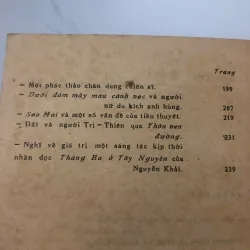 Trang
— Một phác thảo chân dung chiến sĩ. 199
— Dưới đám mây màu cánh vạc và người
nữ du kích anh hùng. 207
— Sao Mai và một số vấn đề của tiểu thuyết. 219
— Đất và người Trị — Thiên qua Thôn ven
đường. 231
— Nghĩ về giá trị một sáng tác kịp thời
nhân đọc Tháng Ba ở Tây Nguyên của
Nguyễn Khải. 239